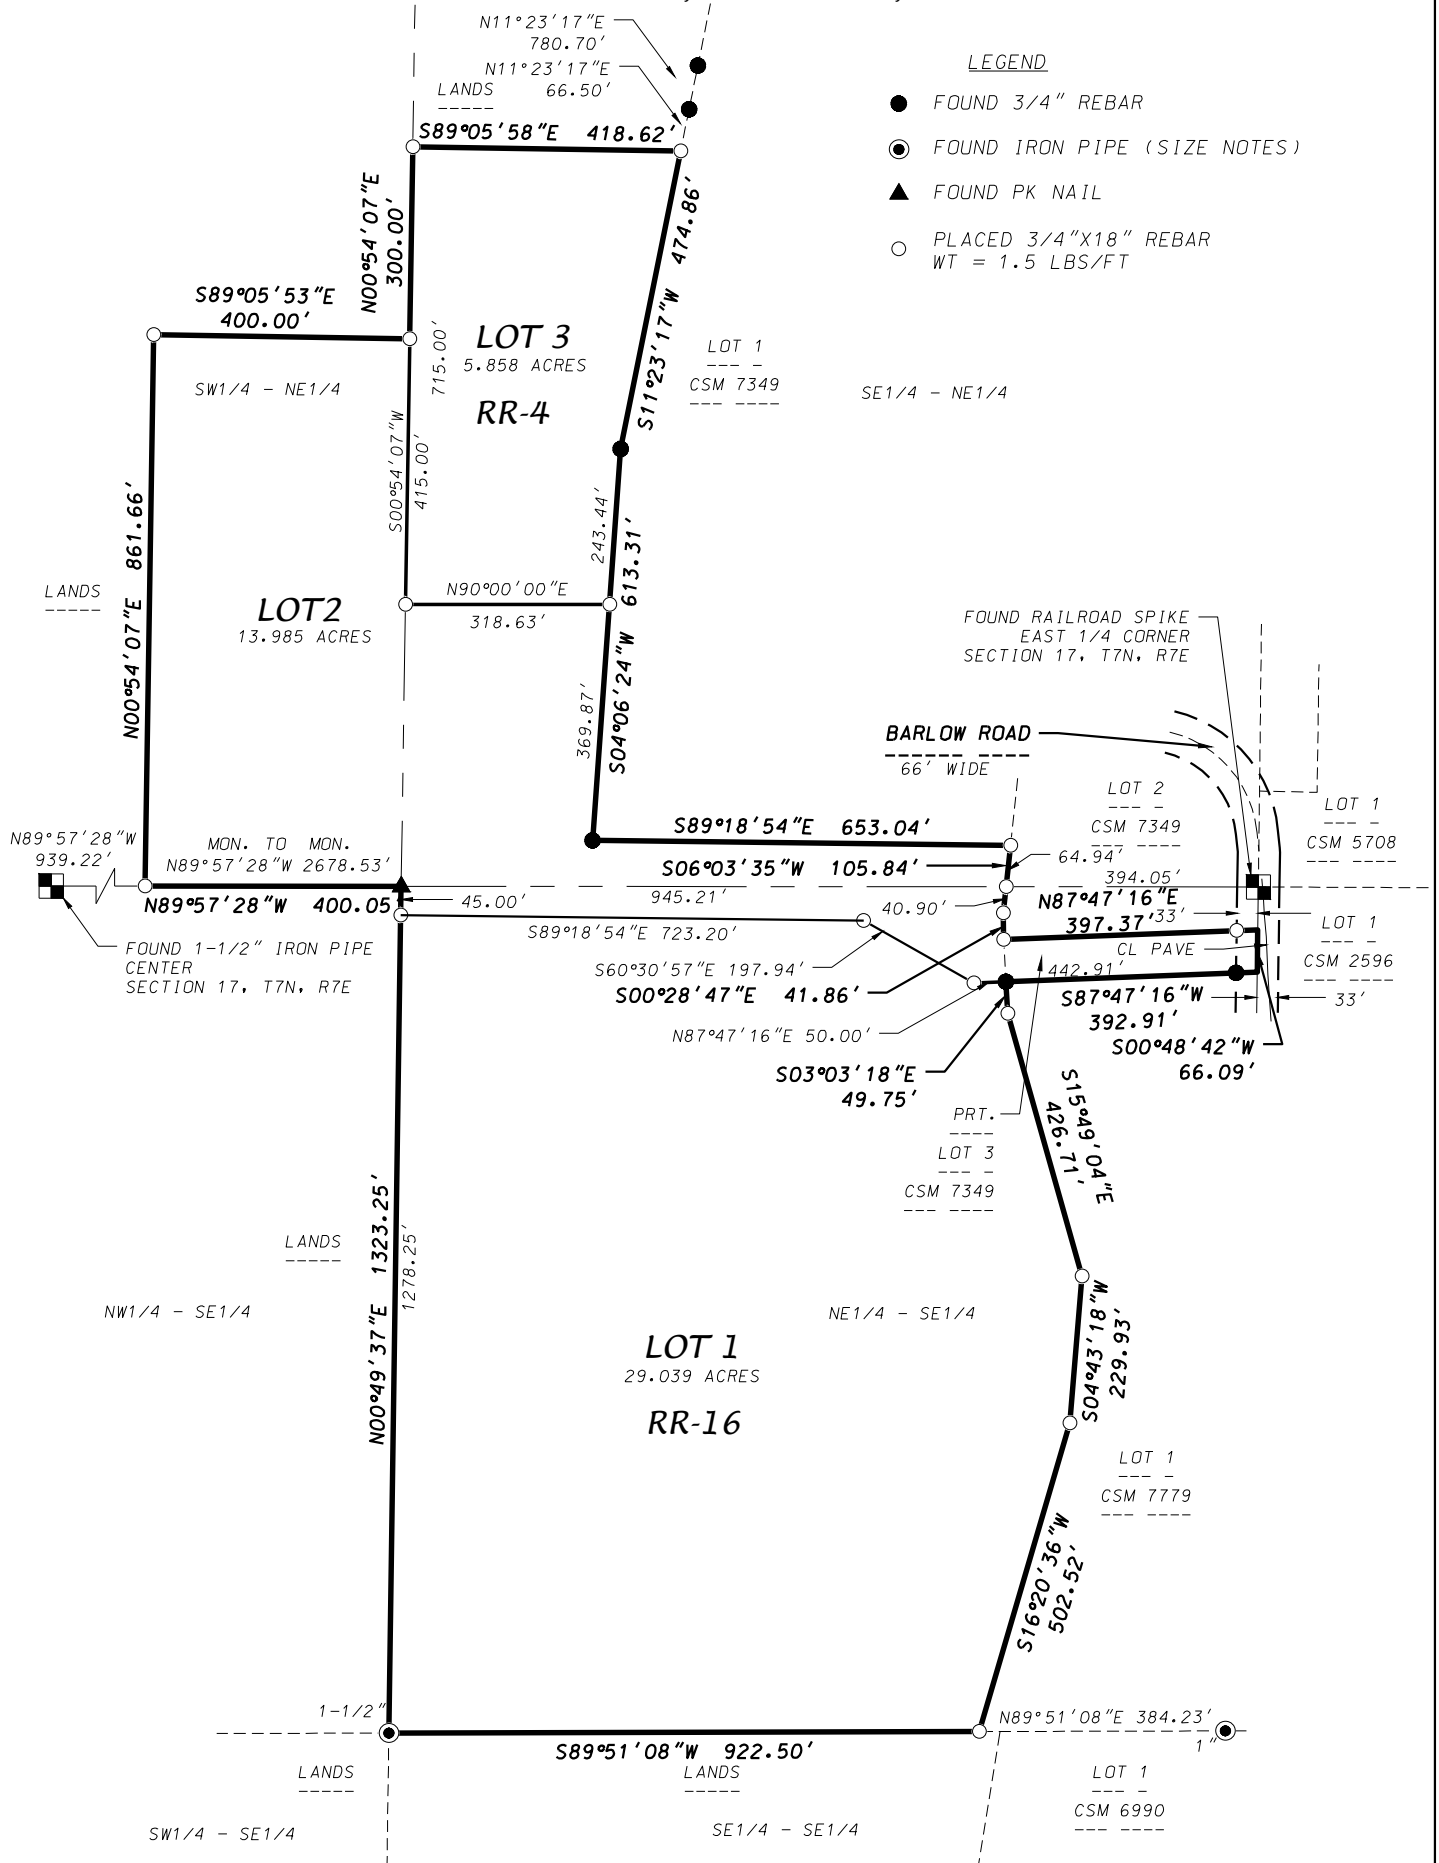 N11°23'17"E
780.70'
N11°23'17"E
66.50'
LANDS
S89°05'58"E 418.62'
LEGEND
FOUND 3/4" REBAR
FOUND IRON PIPE (SIZE NOTES)
FOUND PK NAIL
PLACED 3/4"X18" REBAR
WT = 1.5 LBS/FT
N00°54'07"E
300.00'
S11°23'17"W 474.86'
S89°05'53"E
400.00'
LOT 3
5.858 ACRES
RR-4
715.00'
LOT 1
CSM 7349
SW1/4 - NE1/4
SE1/4 - NE1/4
S00°54'07"W
415.00'
N00°54'07"E 861.66'
243.44'
613.31'
S04°06'24"W
369.87'
LANDS
LOT2
13.985 ACRES
N90°00'00"E
318.63'
FOUND RAILROAD SPIKE
EAST 1/4 CORNER
SECTION 17, T7N, R7E
BARLOW ROAD
66' WIDE
LOT 2
CSM 7349
LOT 1
CSM 5708
N89°57'28"W
939.22'
MON. TO MON.
N89°57'28"W 2678.53'
S89°18'54"E 653.04'
S06°03'35"W 105.84'
64.94'
394.05'
N89°57'28"W 400.05
45.00'
945.21'
40.90'
N87°47'16"E
397.37'
33'
LOT 1
CSM 2596
S89°18'54"E 723.20'
CL PAVE
FOUND 1-1/2" IRON PIPE
CENTER
SECTION 17, T7N, R7E
S60°30'57"E 197.94'
442.91'
S00°28'47"E 41.86'
S87°47'16"W
392.91'
33'
N87°47'16"E 50.00'
S00°48'42"W
66.09'
S03°03'18"E
49.75'
PRT.
LOT 3
CSM 7349
S15°49'04"E
426.71'
N00°49'37"E 1323.25'
1278.25'
LANDS
NW1/4 - SE1/4
NE1/4 - SE1/4
S04°43'18"W
229.93'
LOT 1
29.039 ACRES
RR-16
LOT 1
CSM 7779
S16°20'36"W
502.52'
1-1/2"
N89°51'08"E 384.23'
1"
S89°51'08"W 922.50'
LANDS
LANDS
LOT 1
CSM 6990
SW1/4 - SE1/4
SE1/4 - SE1/4